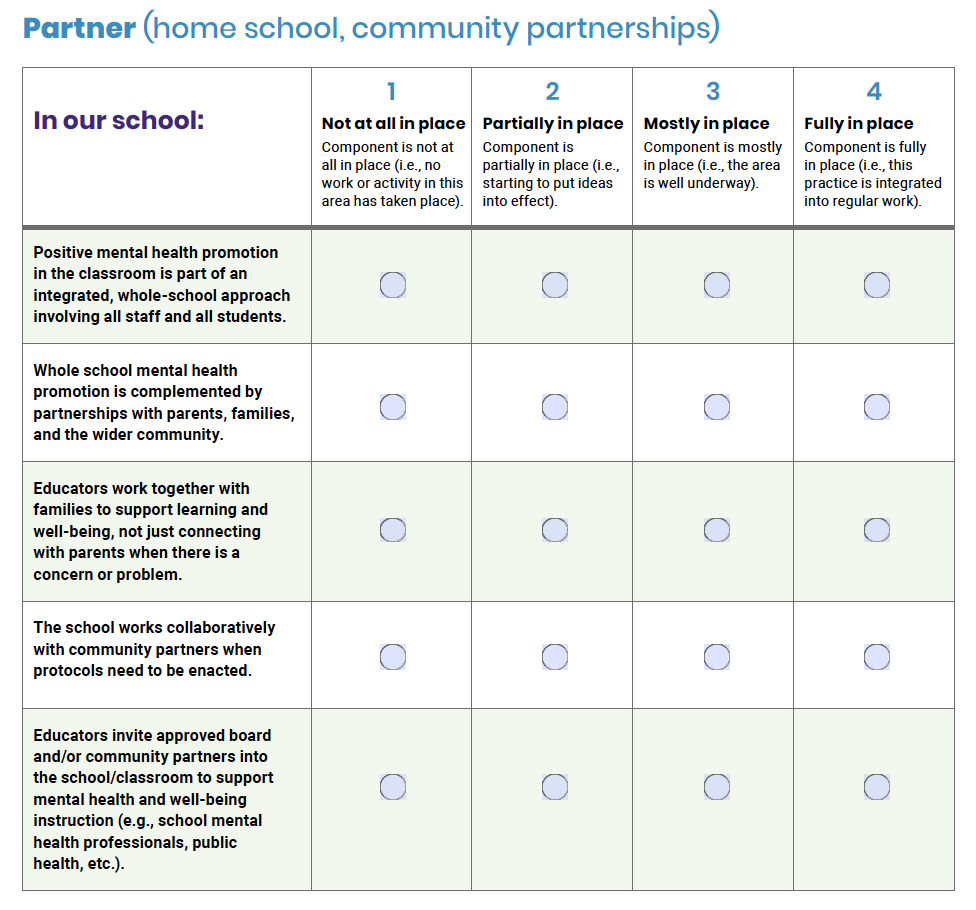 Partner (home school, community partnerships)
In our school:
1
Not at all in place
Component is not at
all in place (i.e., no
work or activity in this
area has taken place).
2
Partially in place
Component is
partially in place (i.e.,
starting to put ideas
into effect).
3
Mostly in place
Component is mostly
in place (i.e., the area
is well underway).
4
Fully in place
Component is fully
in place (i.e., this
practice is integrated
into regular work).
Positive mental health promotion
in the classroom is part of an
integrated, whole-school approach
involving all staff and all students.
Whole school mental health
promotion is complemented by
partnerships with parents, families,
and the wider community.
Educators work together with
families to support learning and
well-being, not just connecting
with parents when there is a
concern or problem.
The school works collaboratively
with community partners when
protocols need to be enacted.
Educators invite approved board
and/or community partners into
the school/classroom to support
mental health and well-being
instruction (e.g., school mental
health professionals, public
health, etc.).